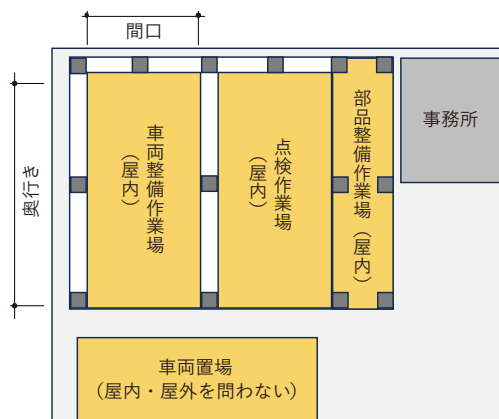 間口
奥行き
車両整備作業場
（屋内）
点検作業場
（屋内）
部品整備作業場（屋内）
事務所
車両置場
（屋内・屋外を問わない）